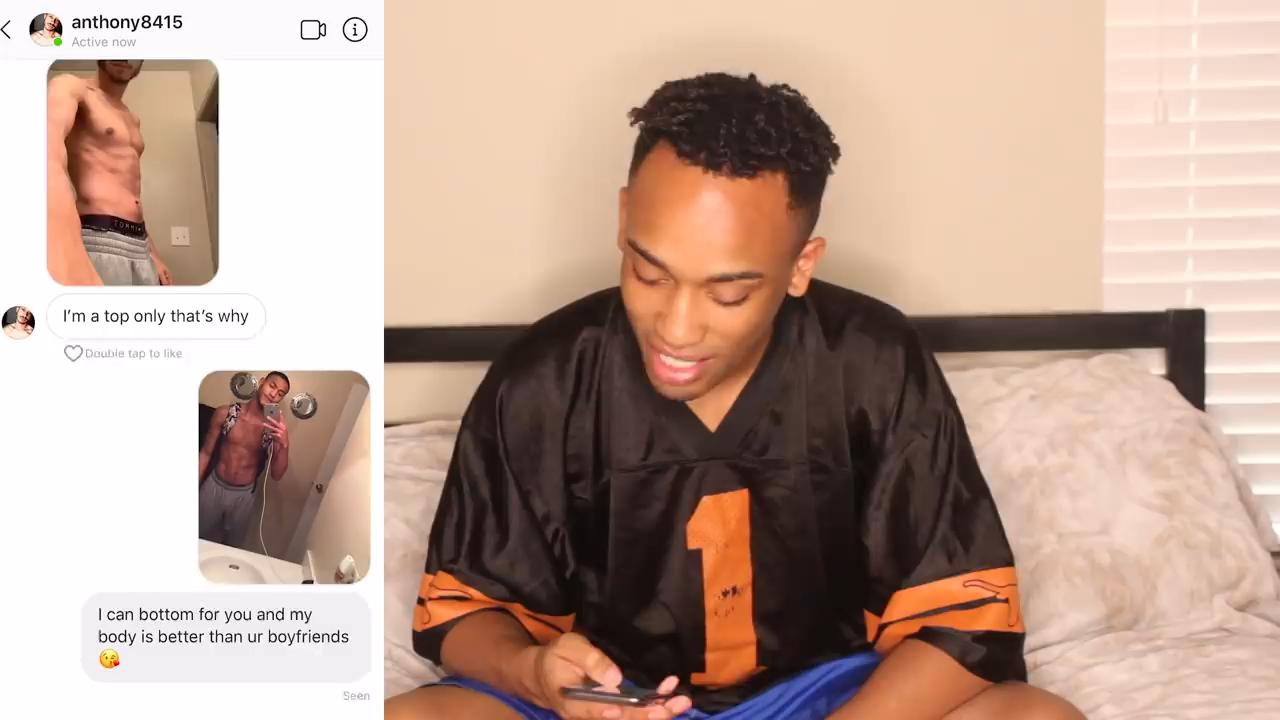 anthony8415
Active now
TOMMY
I'm a top only that's why
Double tap to like
I can bottom for you and my
body is better than ur boyfriends
😘
Seen
1